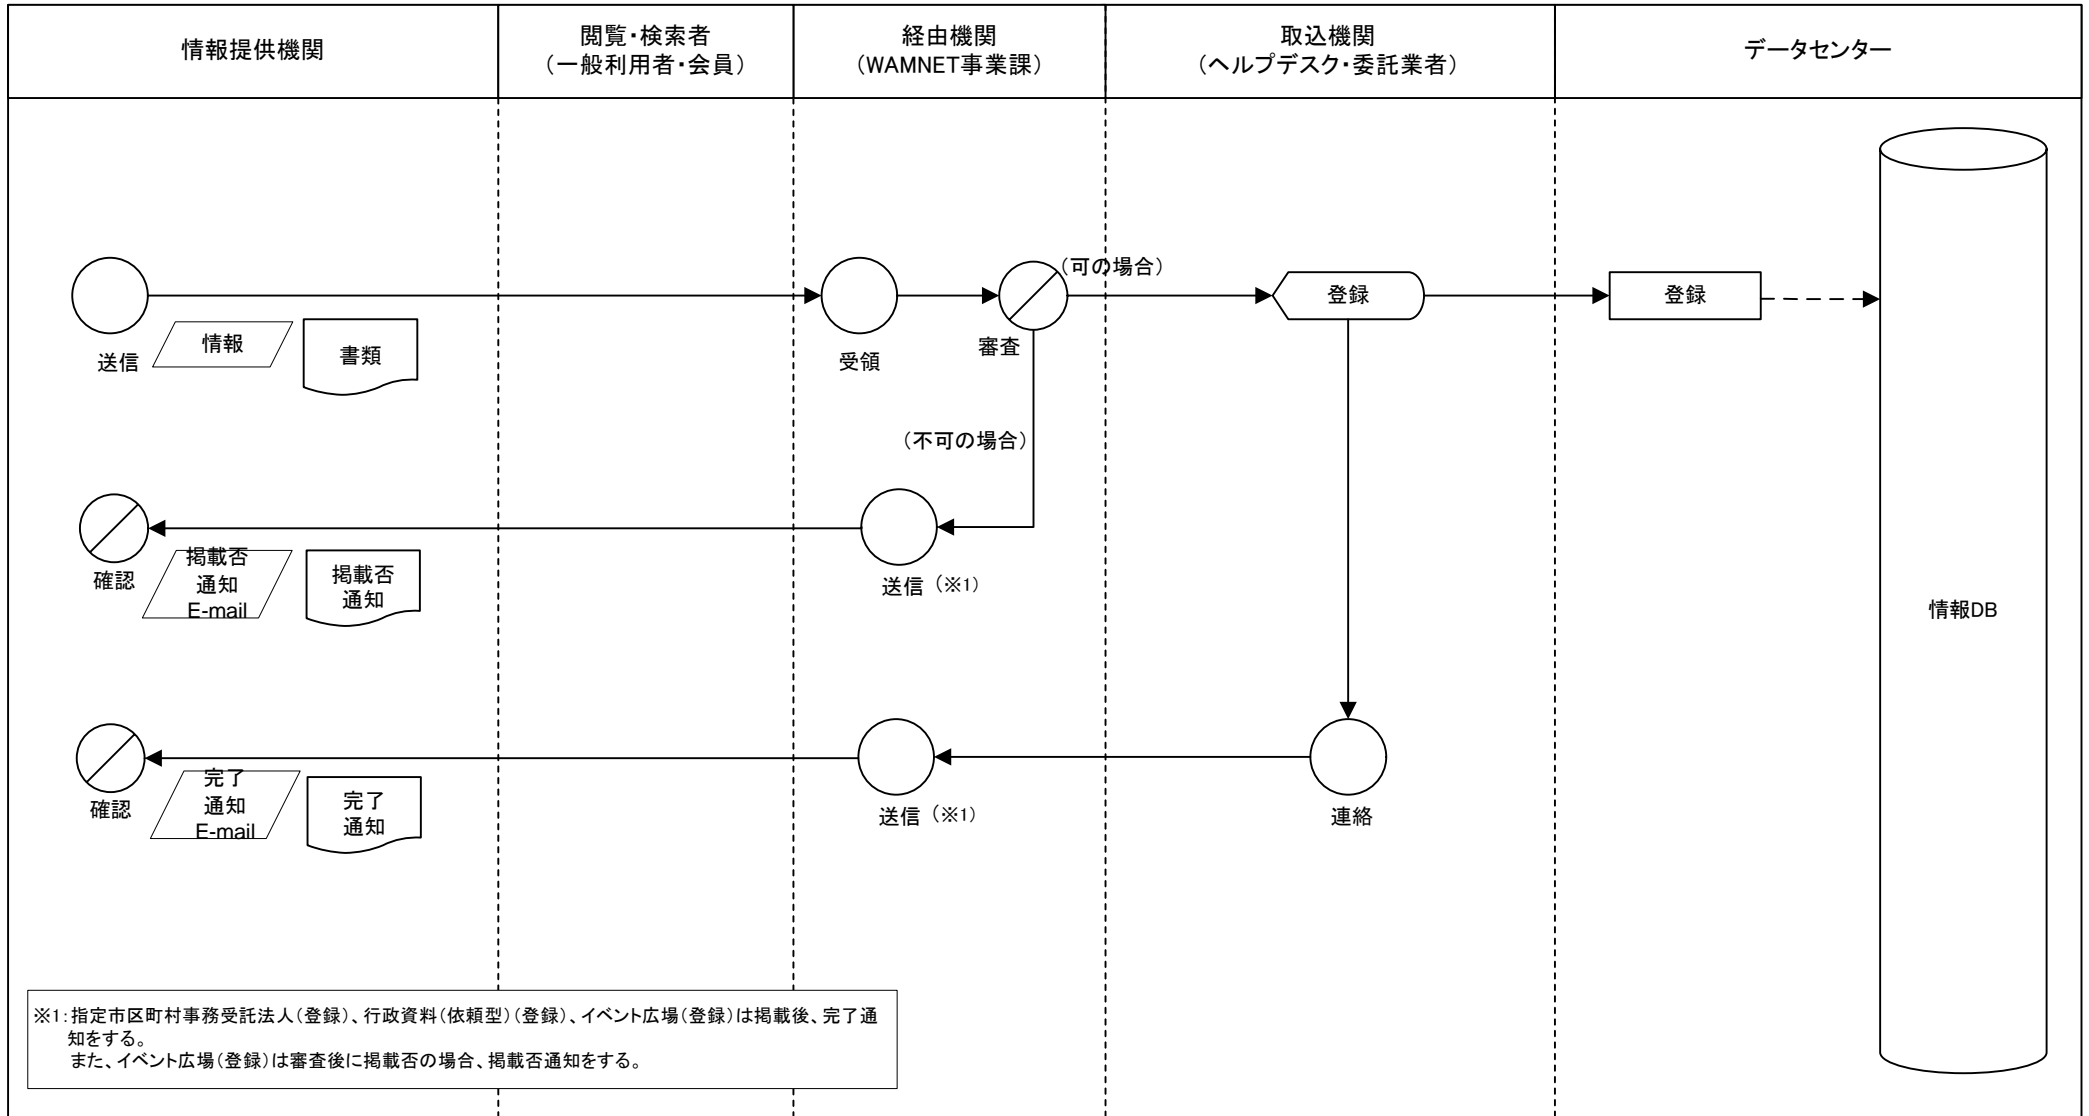 情報提供機関
閲覧・検索者
（一般利用者・会員）
経由機関
（WAMNET事業課）
取込機関
（ヘルプデスク・委託業者）
データセンター
（可の場合）
登録
登録
情報
書類
送信
受領
審査
（不可の場合）
確認
掲載否
通知
E-mail
掲載否
通知
送信（※1）
情報DB
確認
完了
通知
E-mail
完了
通知
送信（※1）
連絡
※1：指定市区町村事務受託法人（登録）、行政資料（依頼型）（登録）、イベント広場（登録）は掲載後、完了通
知をする。
また、イベント広場（登録）は審査後に掲載否の場合、掲載否通知をする。